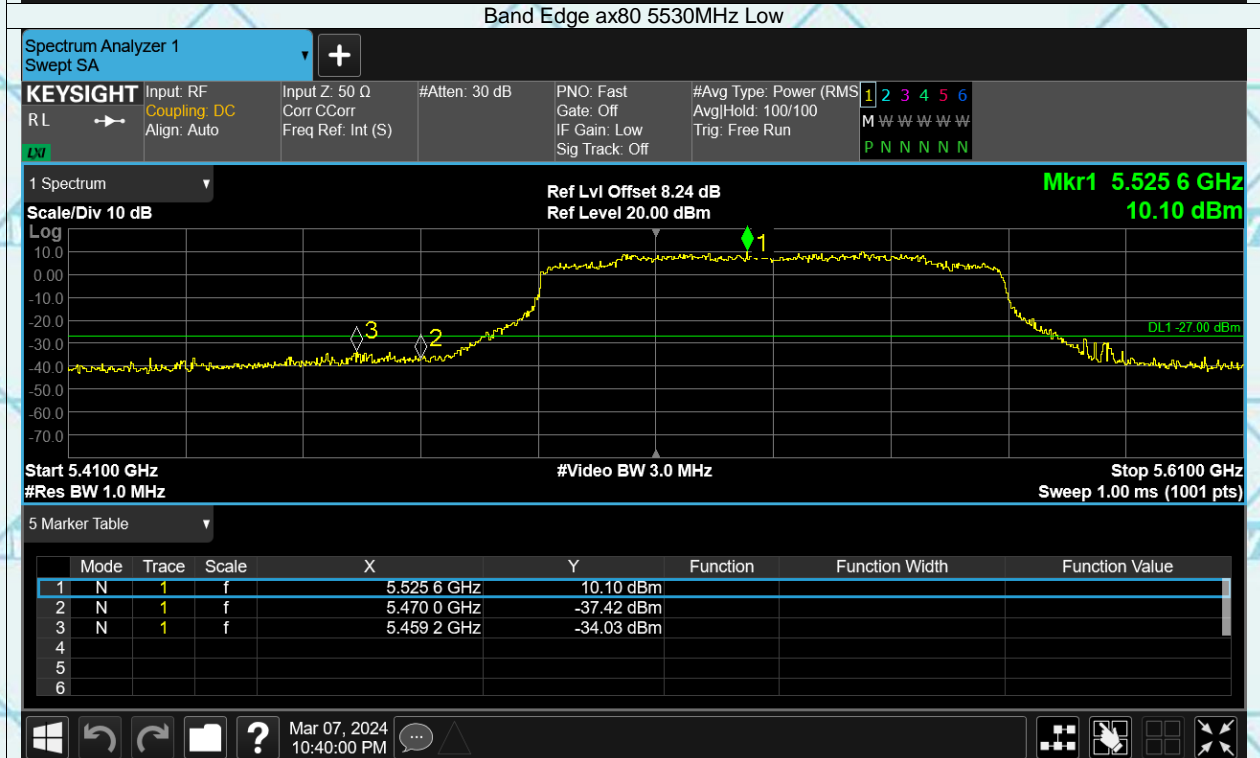 Band Edge ax80 5530MHz Low
Spectrum Analyzer 1
Swept SA
KEYSIGHT
R L
LXI
Input: RF
Coupling: DC
Align: Auto
Input Z: 50 Ω
Corr CCorr
Freq Ref: Int (S)
#Atten: 30 dB
PNO: Fast
Gate: Off
IF Gain: Low
Sig Track: Off
#Avg Type: Power (RMS
Avg|Hold: 100/100
Trig: Free Run
1 2 3 4 5 6
M W W W W W
P N N N N N
1 Spectrum
Scale/Div 10 dB
Ref Lvl Offset 8.24 dB
Ref Level 20.00 dBm
Mkr1 5.525 6 GHz
10.10 dBm
Log
10.0
0.00
-10.0
-20.0
-30.0
-40.0
-50.0
-60.0
-70.0
1
2
3
DL1 -27.00 dBm
Start 5.4100 GHz
#Video BW 3.0 MHz
Stop 5.6100 GHz
#Res BW 1.0 MHz
Sweep 1.00 ms (1001 pts)
5 Marker Table
Mode Trace Scale X Y Function Function Width Function Value
1 N 1 f 5.525 6 GHz 10.10 dBm
2 N 1 f 5.470 0 GHz -37.42 dBm
3 N 1 f 5.459 2 GHz -34.03 dBm
4
5
6
?
Mar 07, 2024
10:40:00 PM